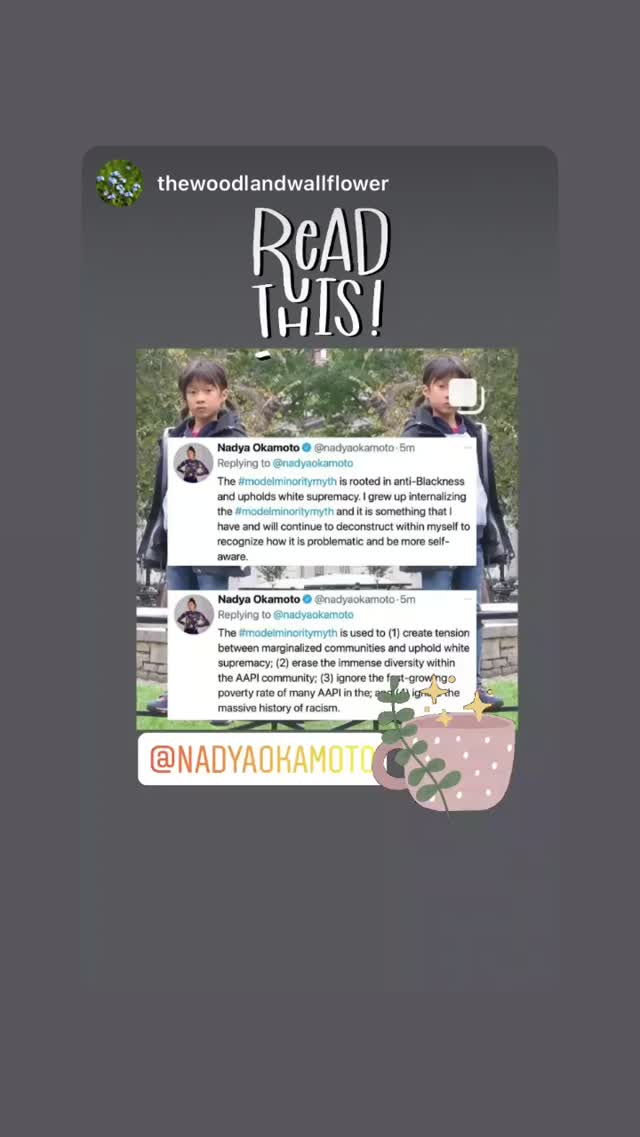 thewoodlandwallflower
ReAD
THIS!
Nadya Okamoto @nadyaokamoto · 5m
Replying to @nadyaokamoto
The #modelminoritymyth is rooted in anti-Blackness
and upholds white supremacy. I grew up internalizing
the #modelminoritymyth and it is something that I
have and will continue to deconstruct within myself to
recognize how it is problematic and be more self-
aware.
Nadya Okamoto @nadyaokamoto · 5m
Replying to @nadyaokamoto
The #modelminoritymyth is used to (1) create tension
between marginalized communities and uphold white
supremacy; (2) erase the immense diversity within
the AAPI community; (3) ignore the fast-growing
poverty rate of many AAPI in the; and (4) ignore the
massive history of racism.
@NADYAOKAMOTO